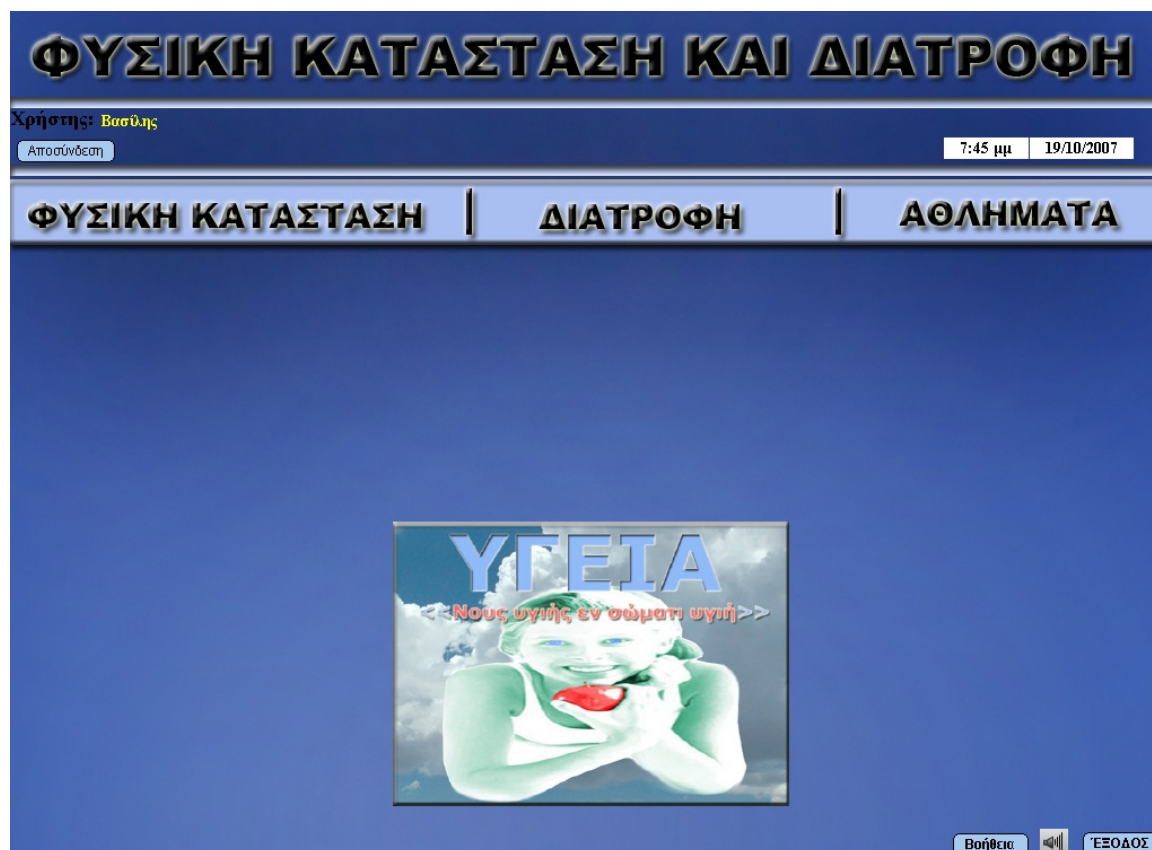 ΦΥΣΙΚΗ ΚΑΤΑΣΤΑΣΗ ΚΑΙ ΔΙΑΤΡΟΦΗ
Χρήστης: Βασίλης
Αποσύνδεση
7:45 μμ 19/10/2007
ΦΥΣΙΚΗ ΚΑΤΑΣΤΑΣΗ | ΔΙΑΤΡΟΦΗ | ΑΘΛΗΜΑΤΑ
ΥΓΕΙΑ
<<Νους υγιής εν σώματι υγιή>>
Βοήθεια ΈΞΟΔΟΣ